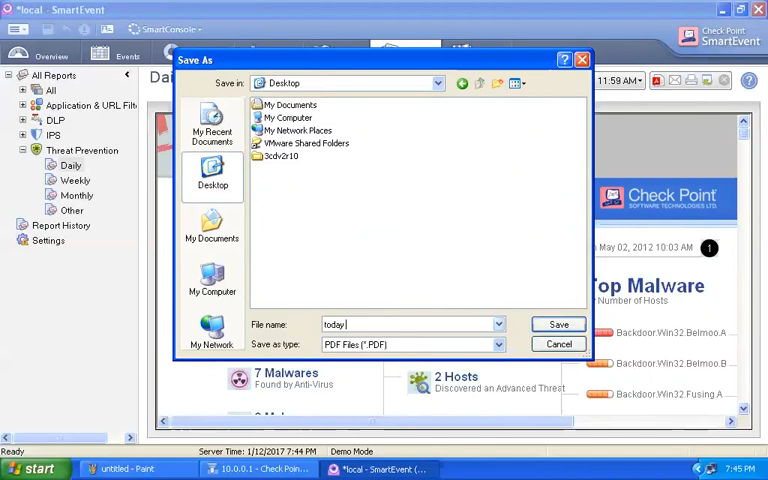 *local - SmartEvent
SmartConsole
Check Point
SmartEvent
Overview
Events
Save As
Save in:
Desktop
11:59 AM
All Reports
All
Application & URL Filt
DLP
IPS
Threat Prevention
Daily
Weekly
Monthly
Other
Report History
Settings
My Recent
Documents
Desktop
My Documents
My Computer
My Network
My Documents
My Computer
My Network Places
VMware Shared Folders
3cdv2r10
File name:
today
Save
Save as type:
PDF Files (*.PDF)
Cancel
Check Point
SOFTWARE TECHNOLOGIES LTD.
May 02, 2012 10:03 AM
1
Top Malware
Number of Hosts
Backdoor.Win32.Belmoo.A
Backdoor.Win32.Belmoo.B
Backdoor.Win32.Fusing.A
7 Malwares
Found by Anti-Virus
2 Hosts
Discovered an Advanced Threat
Ready
Server Time: 1/12/2017 7:44 PM
Demo Mode
start
untitled - Paint
10.0.0.1 - Check Poin...
*local - SmartEvent (...
7:45 PM